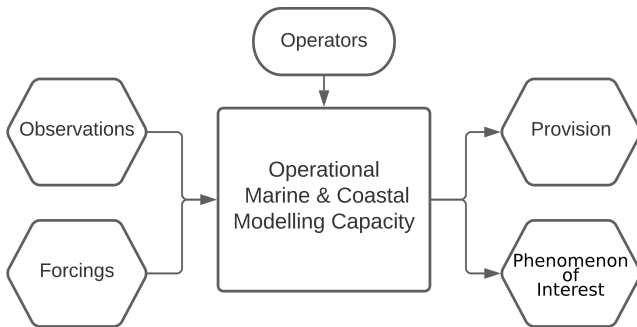 Operators
Observations
Forcings
Operational
Marine & Coastal
Modelling Capacity
Provision
Phenomenon
of
Interest